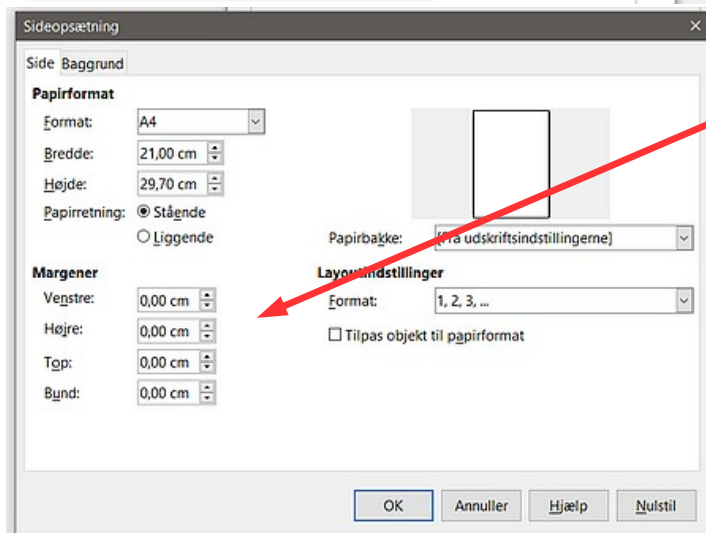 Sideopsætning
Side Baggrund
Papirformat
Format: A4
Bredde: 21,00 cm
Højde: 29,70 cm
Papirretning: Stående
Liggende
Papirbakke: [Fra udskriftsindstillingerne]
Margener
Venstre: 0,00 cm
Højre: 0,00 cm
Top: 0,00 cm
Bund: 0,00 cm
Layoutindstillinger
Format: 1, 2, 3, ...
Tilpas objekt til papirformat
OK Annuller Hjælp Nulstil